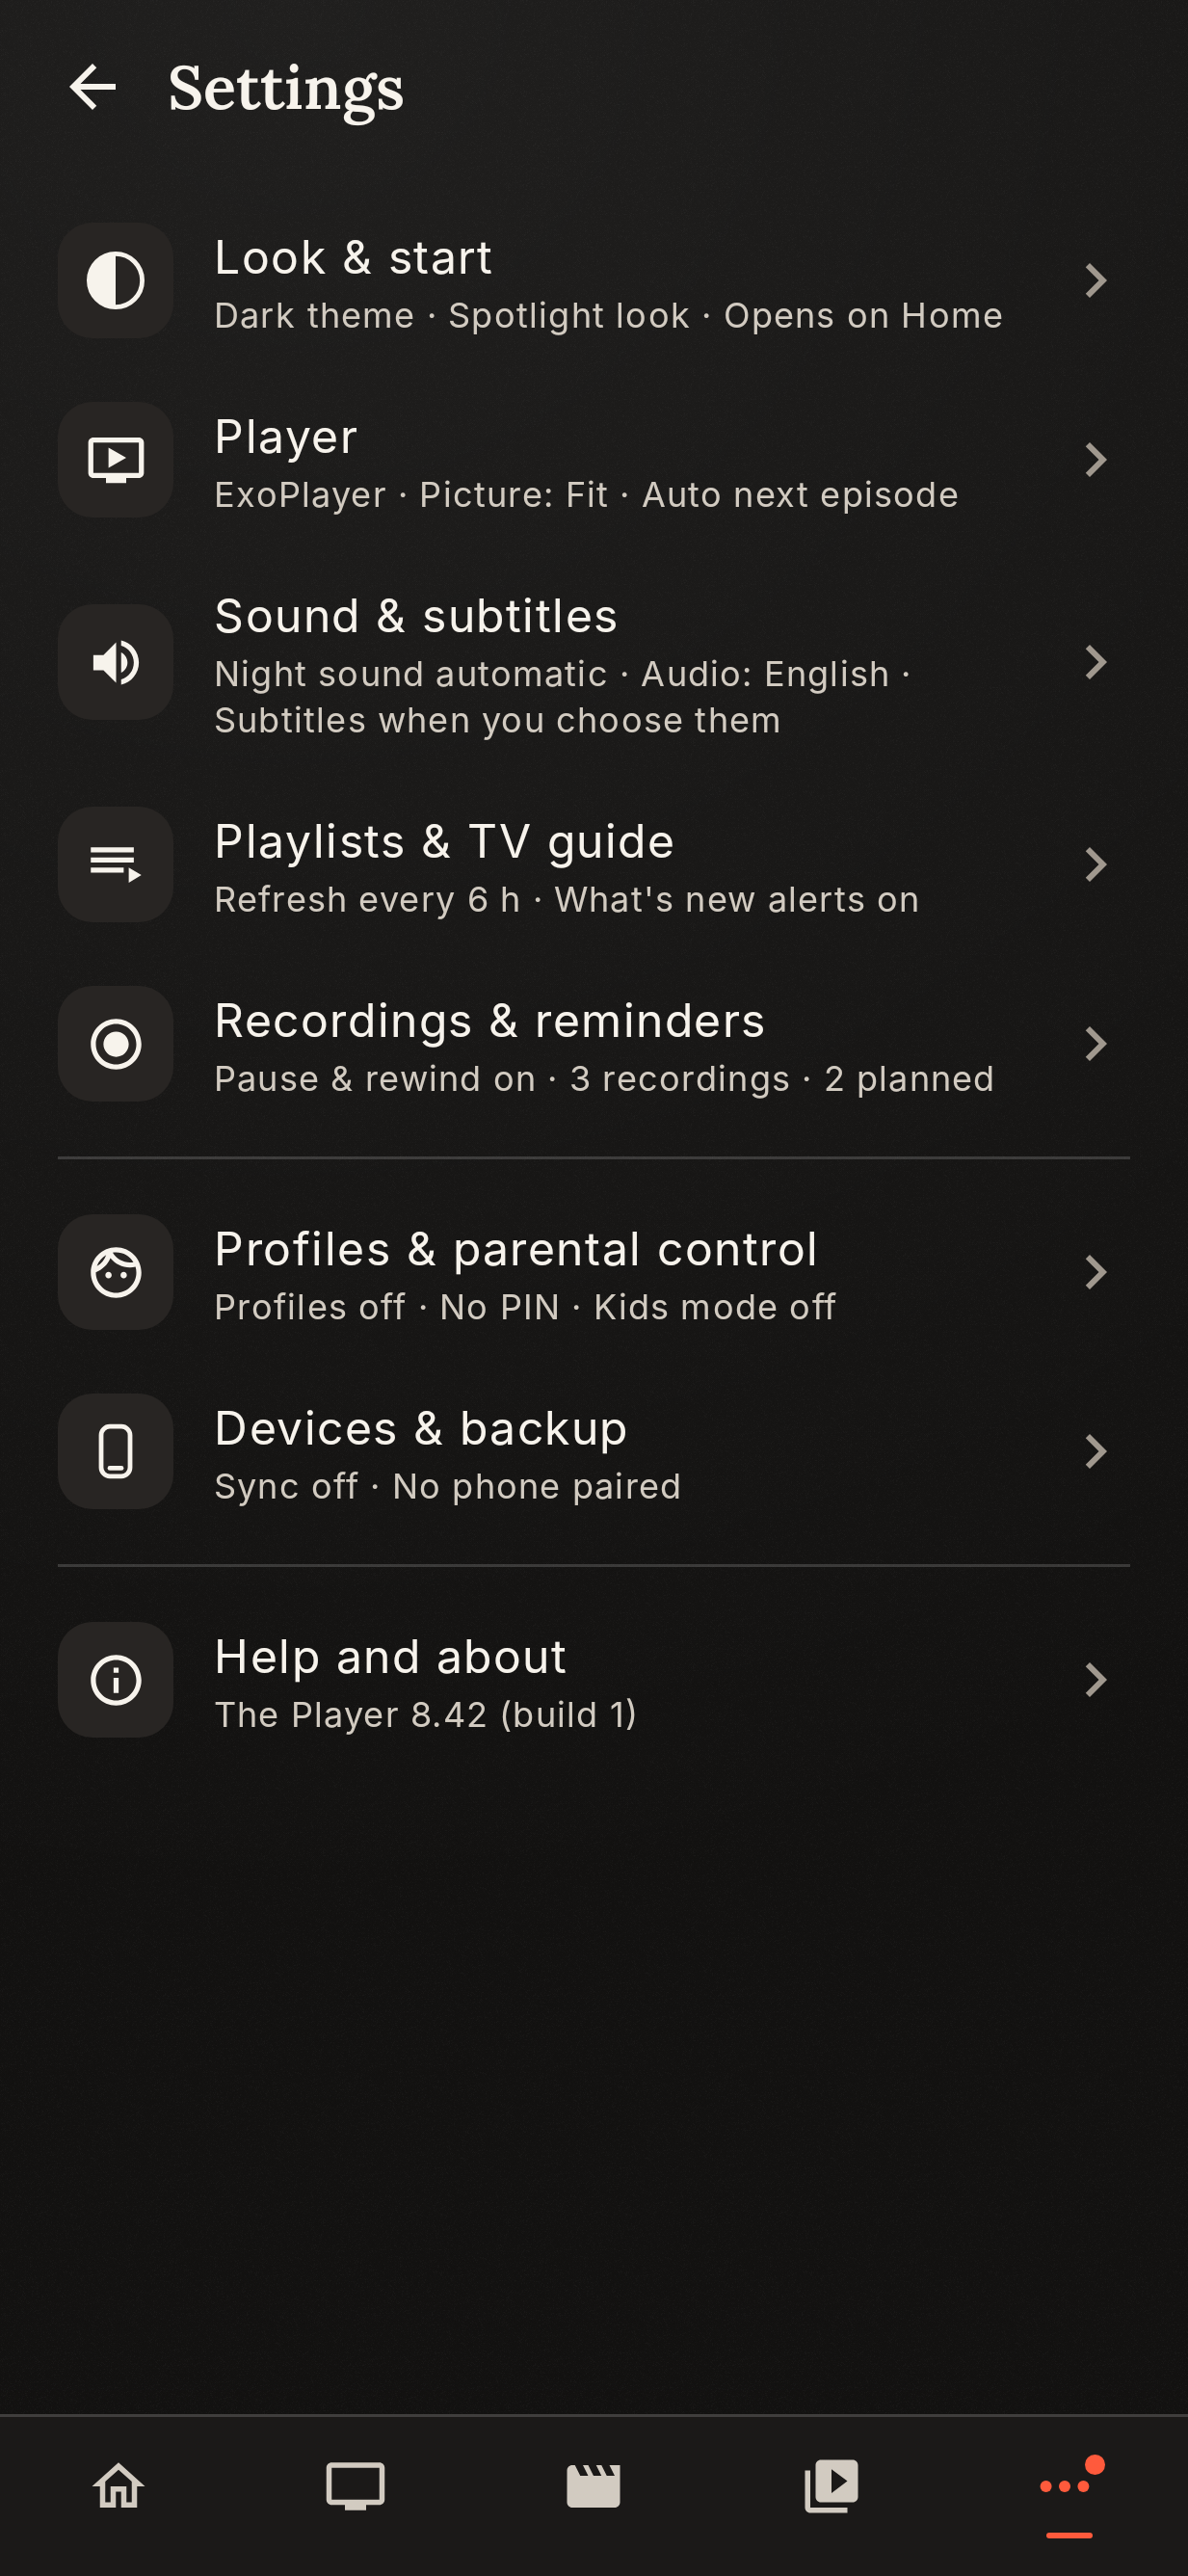 Settings
Look & start
Dark theme · Spotlight look · Opens on Home
Player
ExoPlayer · Picture: Fit · Auto next episode
Sound & subtitles
Night sound automatic · Audio: English ·
Subtitles when you choose them
Playlists & TV guide
Refresh every 6 h · What's new alerts on
Recordings & reminders
Pause & rewind on · 3 recordings · 2 planned
Profiles & parental control
Profiles off · No PIN · Kids mode off
Devices & backup
Sync off · No phone paired
Help and about
The Player 8.42 (build 1)